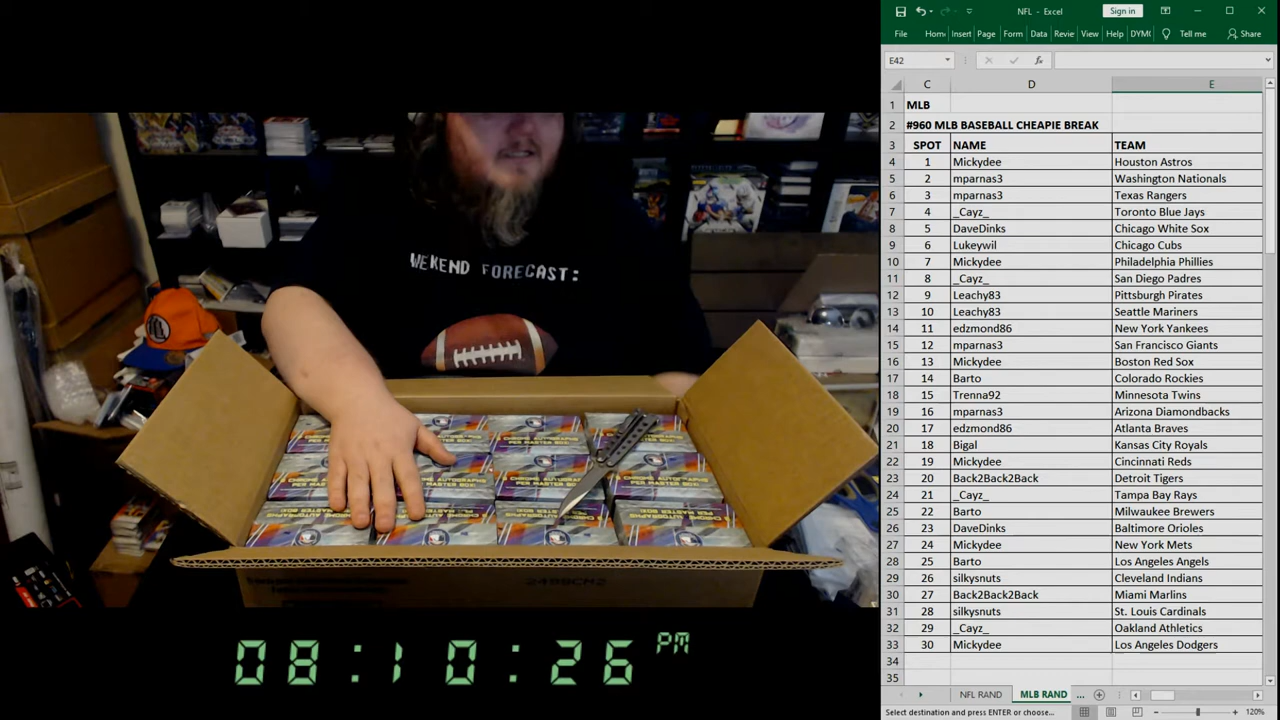 NFL - Excel
Sign in
File Home Insert Page Form Data Revie View Help DYMO Tell me Share
E42
C D E
1 MLB
2 #960 MLB BASEBALL CHEAPIE BREAK
3 SPOT NAME TEAM
4 1 Mickydee Houston Astros
5 2 mparnas3 Washington Nationals
6 3 mparnas3 Texas Rangers
7 4 _Cayz_ Toronto Blue Jays
8 5 DaveDinks Chicago White Sox
9 6 Lukeywil Chicago Cubs
10 7 Mickydee Philadelphia Phillies
11 8 _Cayz_ San Diego Padres
12 9 Leachy83 Pittsburgh Pirates
13 10 Leachy83 Seattle Mariners
14 11 edzmond86 New York Yankees
15 12 mparnas3 San Francisco Giants
16 13 Mickydee Boston Red Sox
17 14 Barto Colorado Rockies
18 15 Trenna92 Minnesota Twins
19 16 mparnas3 Arizona Diamondbacks
20 17 edzmond86 Atlanta Braves
21 18 Bigal Kansas City Royals
22 19 Mickydee Cincinnati Reds
23 20 Back2Back2Back Detroit Tigers
24 21 _Cayz_ Tampa Bay Rays
25 22 Barto Milwaukee Brewers
26 23 DaveDinks Baltimore Orioles
27 24 Mickydee New York Mets
28 25 Barto Los Angeles Angels
29 26 silkysnuts Cleveland Indians
30 27 Back2Back2Back Miami Marlins
31 28 silkysnuts St. Louis Cardinals
32 29 _Cayz_ Oakland Athletics
33 30 Mickydee Los Angeles Dodgers
34
35
NFL RAND MLB RAND ...
Select destination and press ENTER or choose... 120%
FORECAST:
CHROME AUTOGRAPHS
PER MASTER BOX!
08:10:26 PM